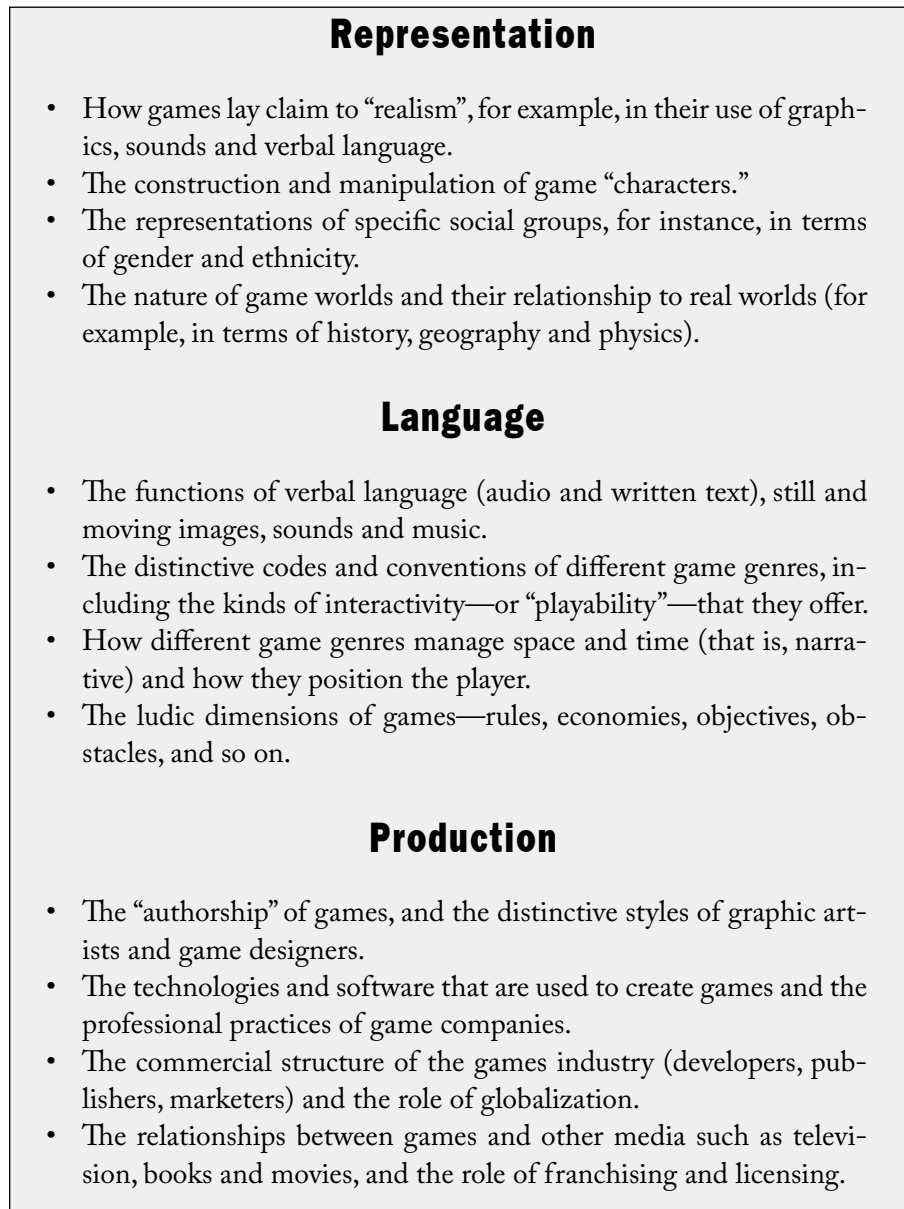 Representation
• How games lay claim to “realism”, for example, in their use of graph-
ics, sounds and verbal language.
• The construction and manipulation of game “characters.”
• The representations of specific social groups, for instance, in terms
of gender and ethnicity.
• The nature of game worlds and their relationship to real worlds (for
example, in terms of history, geography and physics).
Language
• The functions of verbal language (audio and written text), still and
moving images, sounds and music.
• The distinctive codes and conventions of different game genres, in-
cluding the kinds of interactivity—or “playability”—that they offer.
• How different game genres manage space and time (that is, narra-
tive) and how they position the player.
• The ludic dimensions of games—rules, economies, objectives, ob-
stacles, and so on.
Production
• The “authorship” of games, and the distinctive styles of graphic art-
ists and game designers.
• The technologies and software that are used to create games and the
professional practices of game companies.
• The commercial structure of the games industry (developers, pub-
lishers, marketers) and the role of globalization.
• The relationships between games and other media such as televi-
sion, books and movies, and the role of franchising and licensing.